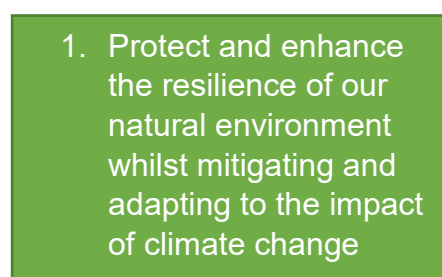 1. Protect and enhance
the resilience of our
natural environment
whilst mitigating and
adapting to the impact
of climate change